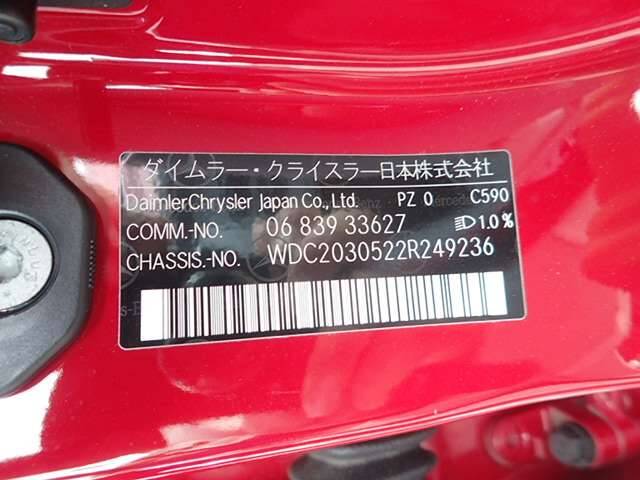 ダイムラー・クライスラー日本株式会社
DaimlerChrysler Japan Co.,Ltd. PZ 0 C590
COMM.-NO. 06 839 33627 1.0%
CHASSIS.-NO. WDC2030522R249236